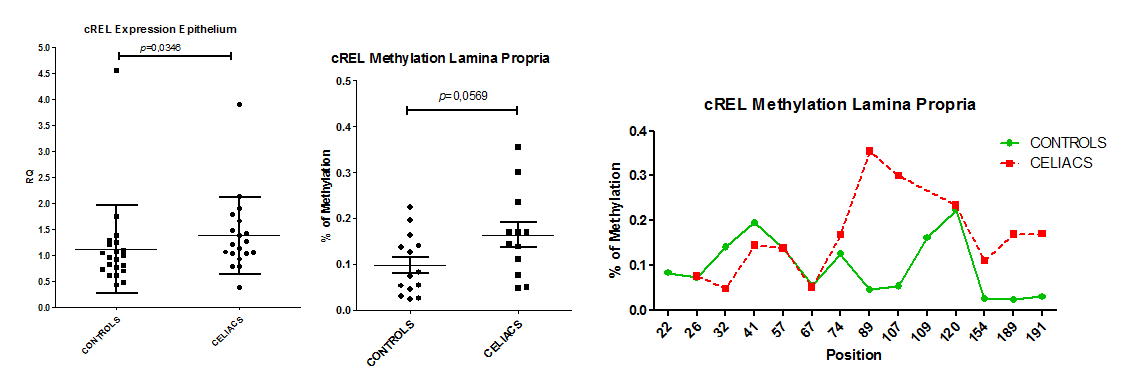 cREL Expression Epithelium
p=0,0346
5.0
4.5
4.0
3.5
3.0
2.5
2.0
1.5
1.0
0.5
0.0
RQ
CONTROLS
CELIACS
cREL Methylation Lamina Propria
p=0,0569
0.5
0.4
0.3
0.2
0.1
0.0
% of Methylation
CONTROLS
CELIACS
cREL Methylation Lamina Propria
CONTROLS
CELIACS
0.4
0.3
0.2
0.1
0.0
% of Methylation
22 26 32 41 57 67 74 89 107 109 120 154 189 191
Position